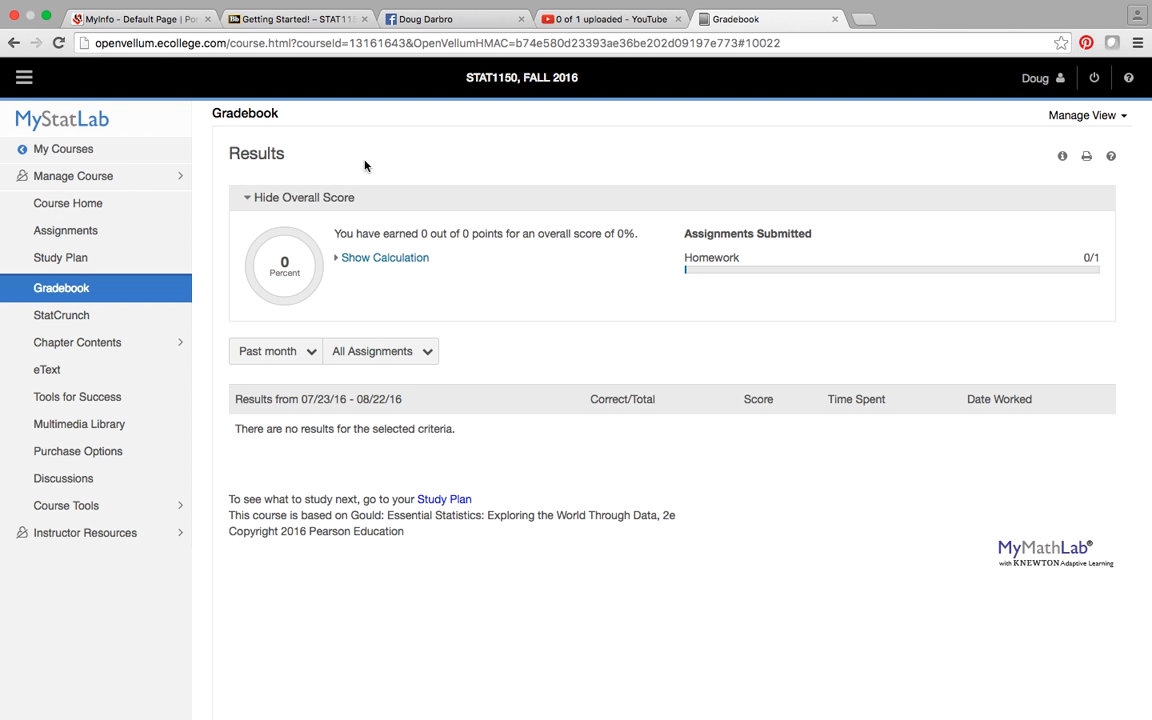 MyInfo - Default Page | Po
Getting Started! – STAT11
Doug Darbro
0 of 1 uploaded - YouTube
Gradebook
openvellum.ecollege.com/course.html?courseId=13161643&OpenVellumHMAC=b74e580d23393ae36be202d09197e773#10022
STAT1150, FALL 2016
Doug
MyStatLab
My Courses
Manage Course
Course Home
Assignments
Study Plan
Gradebook
StatCrunch
Chapter Contents
eText
Tools for Success
Multimedia Library
Purchase Options
Discussions
Course Tools
Instructor Resources
Gradebook
Manage View
Results
Hide Overall Score
0
Percent
You have earned 0 out of 0 points for an overall score of 0%.
Show Calculation
Assignments Submitted
Homework 0/1
Past month All Assignments
Results from 07/23/16 - 08/22/16 Correct/Total Score Time Spent Date Worked
There are no results for the selected criteria.
To see what to study next, go to your Study Plan
This course is based on Gould: Essential Statistics: Exploring the World Through Data, 2e
Copyright 2016 Pearson Education
MyMathLab®
with KNEWTON Adaptive Learning